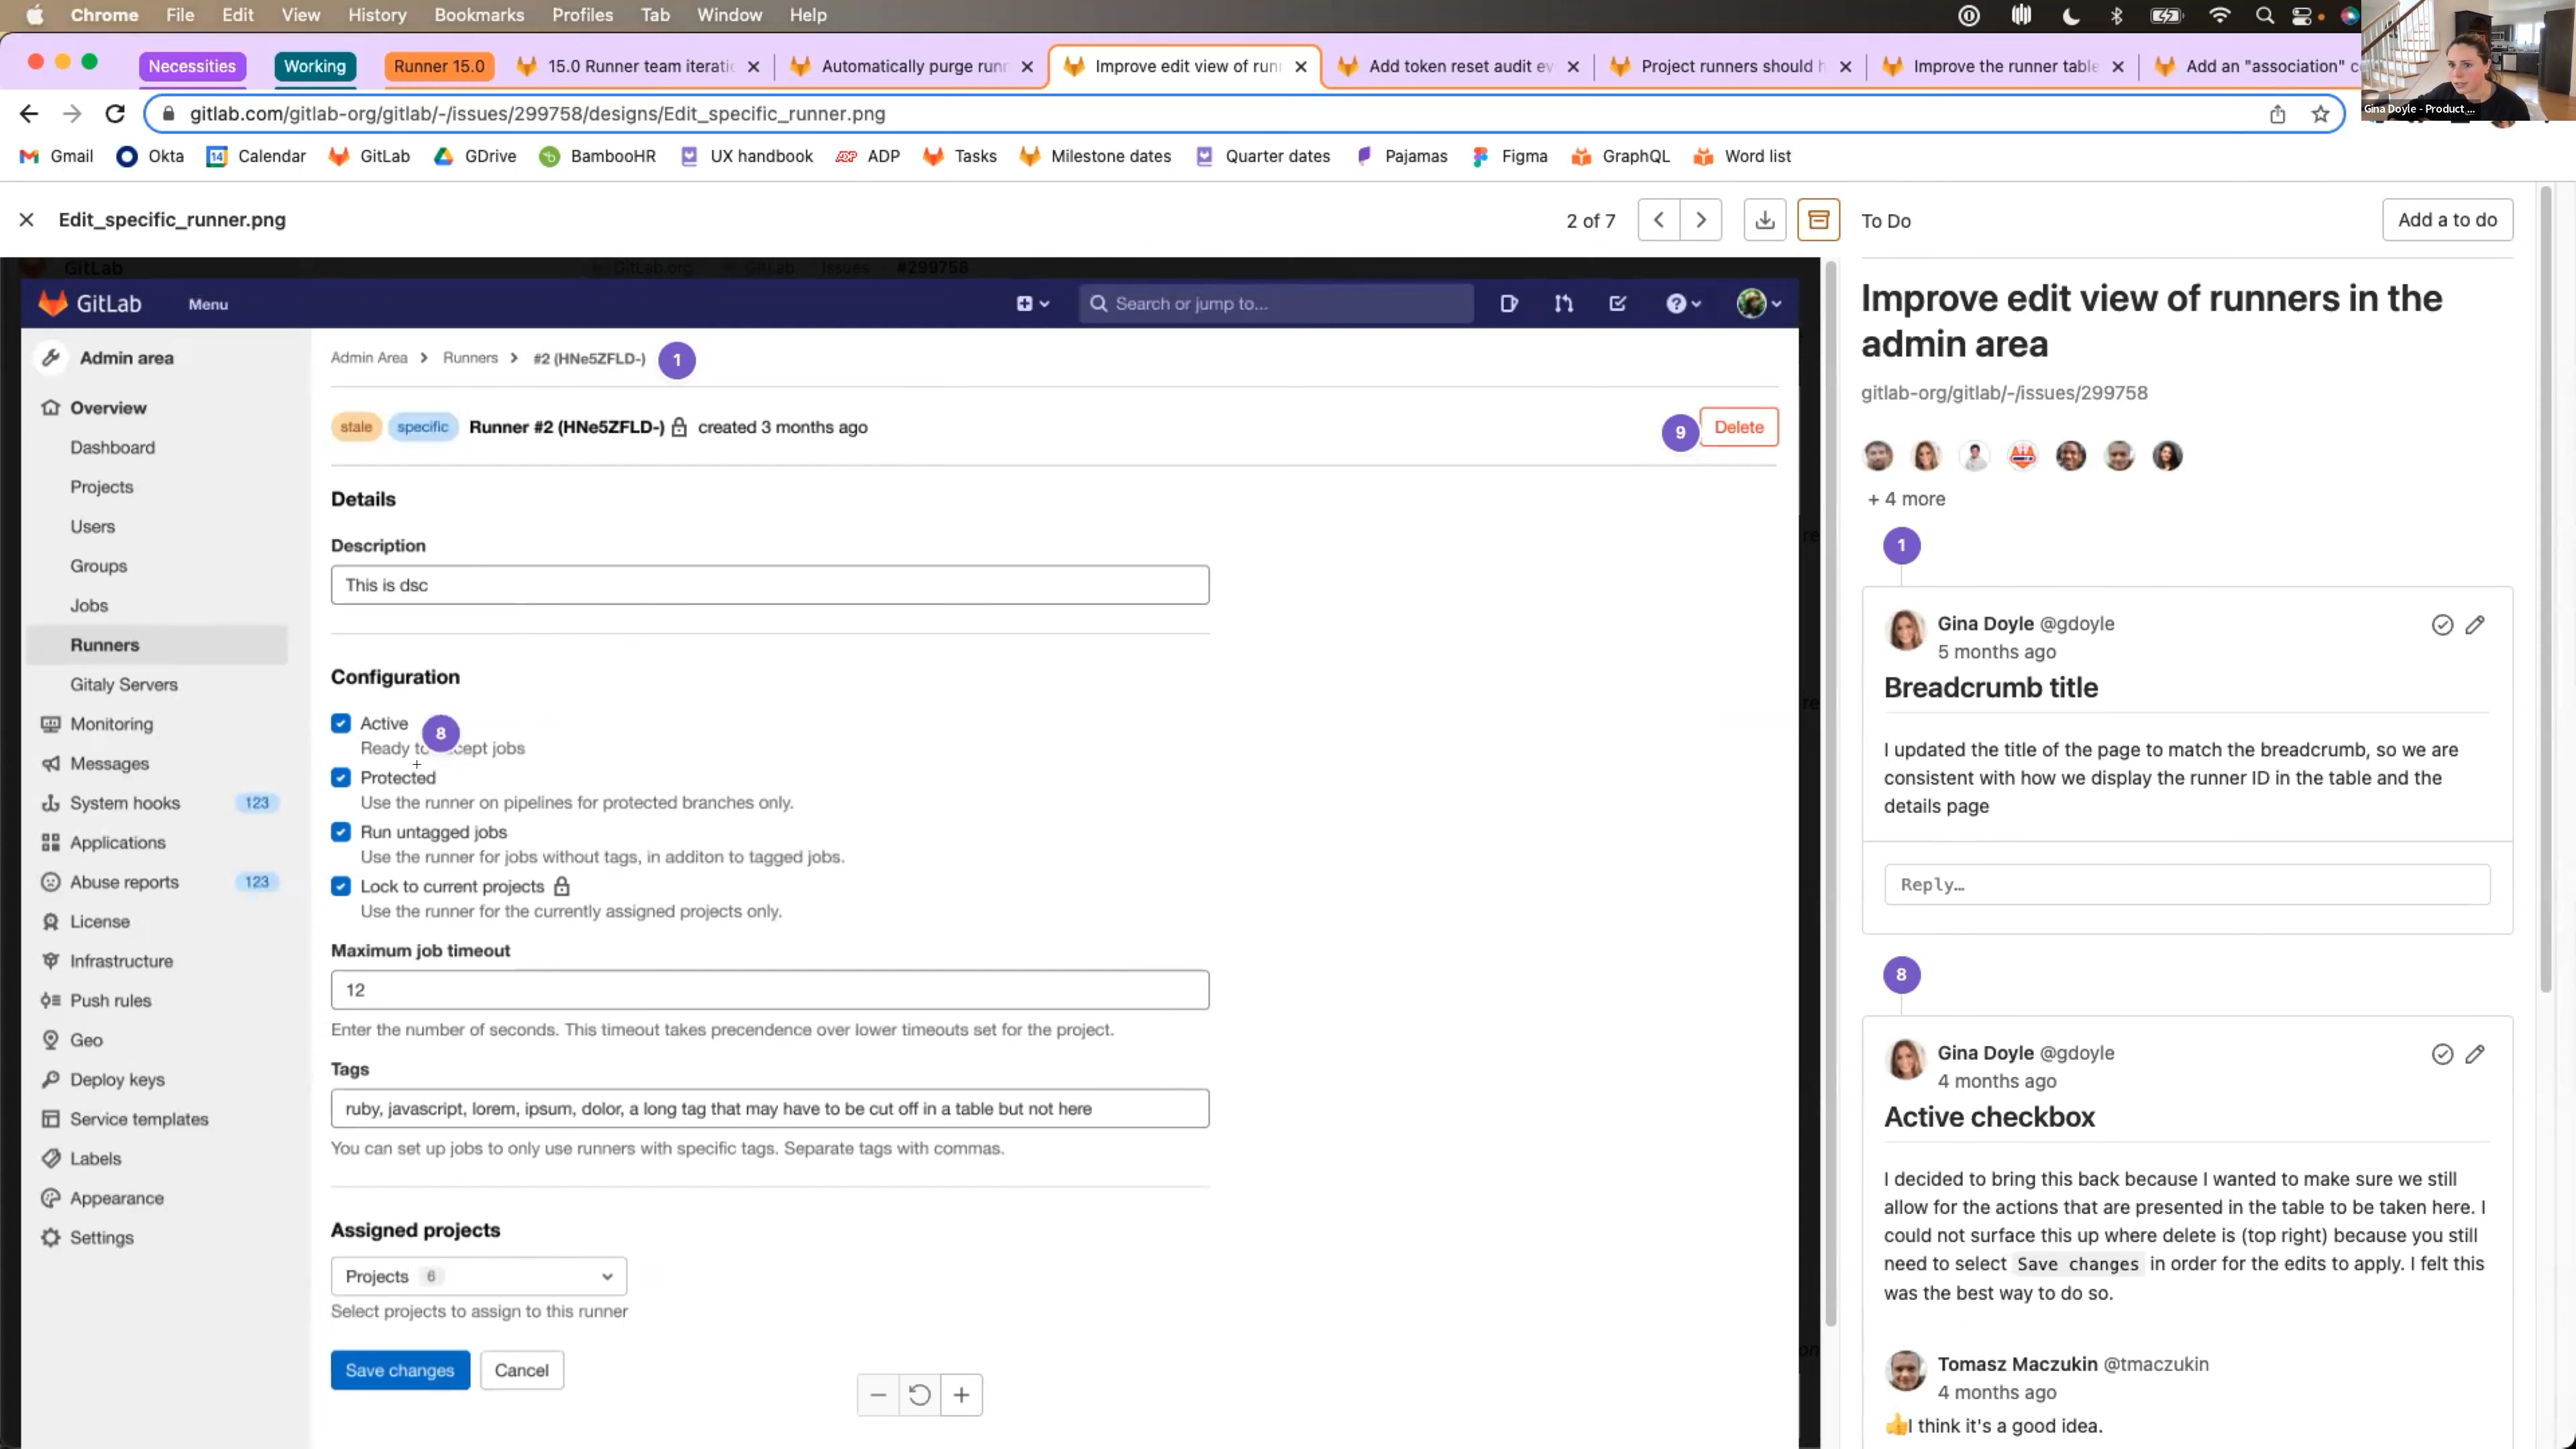 Chrome File Edit View History Bookmarks Profiles Tab Window Help
Necessities Working Runner 15.0 15.0 Runner team iterati Automatically purge runn Improve edit view of run Add token reset audit ev Project runners should h Improve the runner table Add an "association" c
Gina Doyle - Product ...
gitlab.com/gitlab-org/gitlab/-/issues/299758/designs/Edit_specific_runner.png
Gmail Okta 14 Calendar GitLab GDrive BambooHR UX handbook ADP Tasks Milestone dates Quarter dates Pajamas Figma GraphQL Word list
Edit_specific_runner.png 2 of 7
GitLab GitLab.org GitLab Issues #299758
GitLab Menu Search or jump to...
Admin area
Overview
Dashboard
Projects
Users
Groups
Jobs
Runners
Gitaly Servers
Monitoring
Messages
System hooks 123
Applications
Abuse reports 123
License
Infrastructure
Push rules
Geo
Deploy keys
Service templates
Labels
Appearance
Settings
Admin Area Runners #2 (HNe5ZFLD-) 1
stale specific Runner #2 (HNe5ZFLD-) created 3 months ago 9 Delete
Details
Description
This is dsc
Configuration
Active 8
Ready to cept jobs
Protected
Use the runner on pipelines for protected branches only.
Run untagged jobs
Use the runner for jobs without tags, in additon to tagged jobs.
Lock to current projects
Use the runner for the currently assigned projects only.
Maximum job timeout
12
Enter the number of seconds. This timeout takes precendence over lower timeouts set for the project.
Tags
ruby, javascript, lorem, ipsum, dolor, a long tag that may have to be cut off in a table but not here
You can set up jobs to only use runners with specific tags. Separate tags with commas.
Assigned projects
Projects 6
Select projects to assign to this runner
Save changes Cancel
To Do Add a to do
Improve edit view of runners in the
admin area
gitlab-org/gitlab/-/issues/299758
+ 4 more
1
Gina Doyle @gdoyle
5 months ago
Breadcrumb title
I updated the title of the page to match the breadcrumb, so we are
consistent with how we display the runner ID in the table and the
details page
Reply…
8
Gina Doyle @gdoyle
4 months ago
Active checkbox
I decided to bring this back because I wanted to make sure we still
allow for the actions that are presented in the table to be taken here. I
could not surface this up where delete is (top right) because you still
need to select Save changes in order for the edits to apply. I felt this
was the best way to do so.
Tomasz Maczukin @tmaczukin
4 months ago
👍I think it's a good idea.